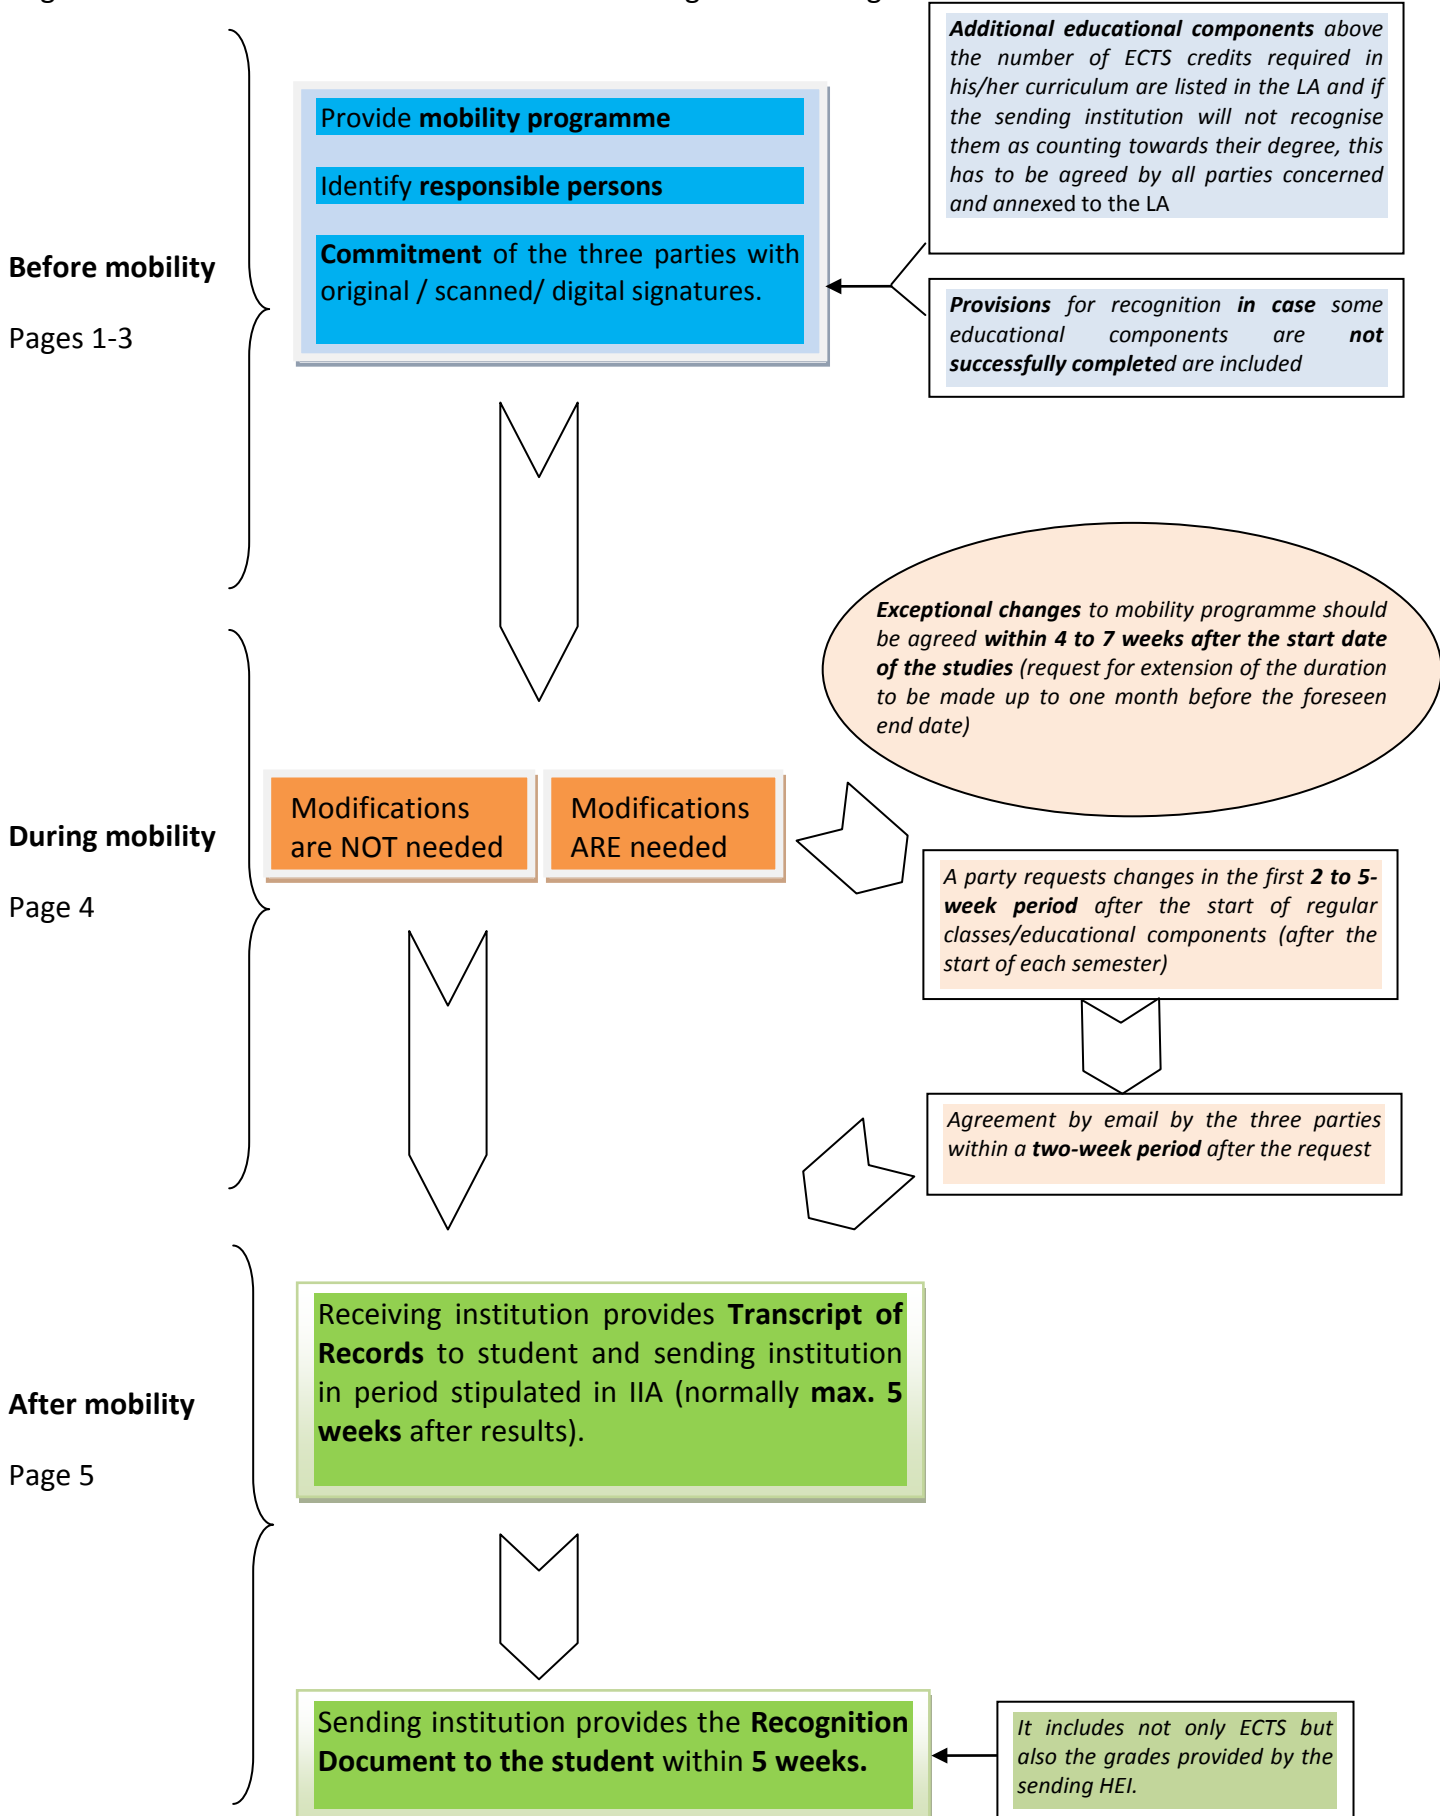 Additional educational components above
the number of ECTS credits required in
his/her curriculum are listed in the LA and if
the sending institution will not recognise
them as counting towards their degree, this
has to be agreed by all parties concerned
and annexed to the LA
Provide mobility programme
Identify responsible persons
Commitment of the three parties with
original / scanned/ digital signatures.
Before mobility
Pages 1-3
Provisions for recognition in case some
educational components are not
successfully completed are included
Exceptional changes to mobility programme should
be agreed within 4 to 7 weeks after the start date
of the studies (request for extension of the duration
to be made up to one month before the foreseen
end date)
During mobility
Page 4
Modifications
are NOT needed
Modifications
ARE needed
A party requests changes in the first 2 to 5-
week period after the start of regular
classes/educational components (after the
start of each semester)
Agreement by email by the three parties
within a two-week period after the request
After mobility
Page 5
Receiving institution provides Transcript of
Records to student and sending institution
in period stipulated in IIA (normally max. 5
weeks after results).
Sending institution provides the Recognition
Document to the student within 5 weeks.
It includes not only ECTS but
also the grades provided by the
sending HEI.